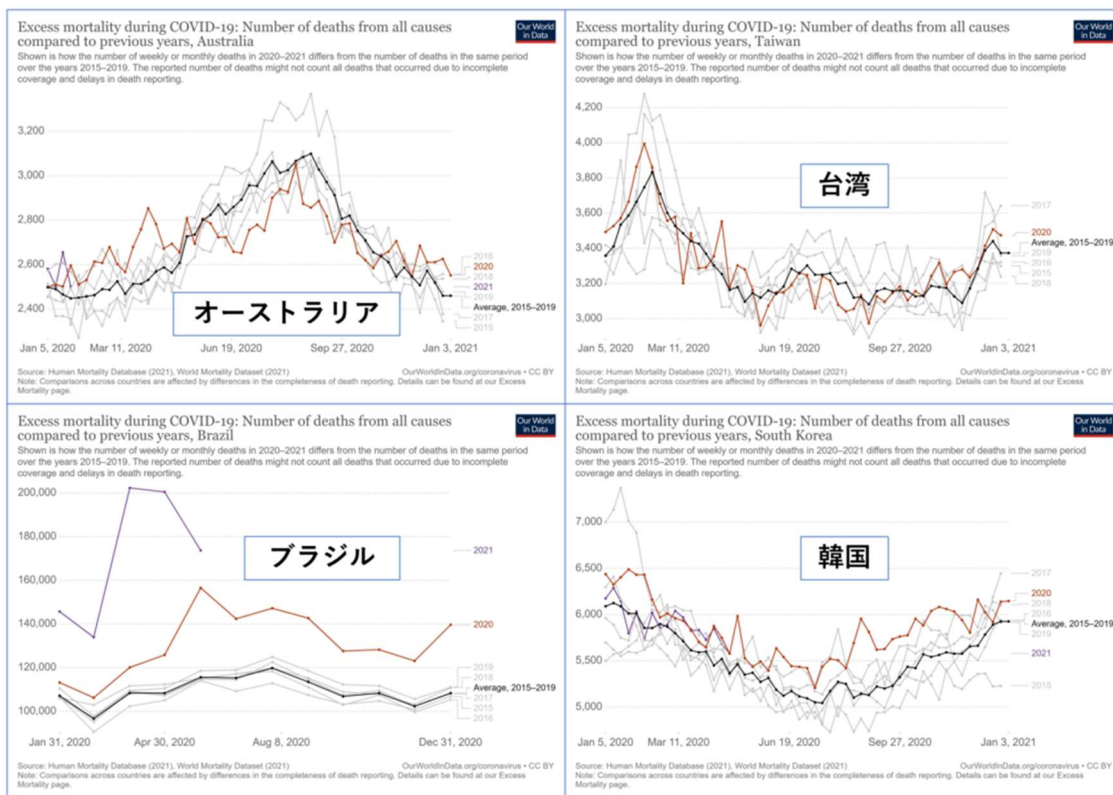 Excess mortality during COVID-19: Number of deaths from all causes
compared to previous years, Australia
Our World
in Data
Shown is how the number of weekly or monthly deaths in 2020–2021 differs from the number of deaths in the same period
over the years 2015–2019. The reported number of deaths might not count all deaths that occurred due to incomplete
coverage and delays in death reporting.
3,200
3,000
2,800
2,600
2,400
2016
2020
2018
2021
2019
Average, 2015–2019
2017
2015
オーストラリア
Jan 5, 2020
Mar 11, 2020
Jun 19, 2020
Sep 27, 2020
Jan 3, 2021
Source: Human Mortality Database (2021), World Mortality Dataset (2021)
OurWorldInData.org/coronavirus • CC BY
Note: Comparisons across countries are affected by differences in the completeness of death reporting. Details can be found at our Excess
Mortality page.
Excess mortality during COVID-19: Number of deaths from all causes
compared to previous years, Taiwan
Our World
in Data
Shown is how the number of weekly or monthly deaths in 2020–2021 differs from the number of deaths in the same period
over the years 2015–2019. The reported number of deaths might not count all deaths that occurred due to incomplete
coverage and delays in death reporting.
4,200
4,000
3,800
3,600
3,400
3,200
3,000
台湾
2017
2020
Average, 2015–2019
2019
2016
2015
2018
Jan 5, 2020
Mar 11, 2020
Jun 19, 2020
Sep 27, 2020
Jan 3, 2021
Source: Human Mortality Database (2021), World Mortality Dataset (2021)
OurWorldInData.org/coronavirus • CC BY
Note: Comparisons across countries are affected by differences in the completeness of death reporting. Details can be found at our Excess
Mortality page.
Excess mortality during COVID-19: Number of deaths from all causes
compared to previous years, Brazil
Our World
in Data
Shown is how the number of weekly or monthly deaths in 2020–2021 differs from the number of deaths in the same period
over the years 2015–2019. The reported number of deaths might not count all deaths that occurred due to incomplete
coverage and delays in death reporting.
200,000
180,000
160,000
140,000
120,000
100,000
ブラジル
2021
2020
2019
2018
Average, 2015–2019
2017
2015
2016
Jan 31, 2020
Apr 30, 2020
Aug 8, 2020
Dec 31, 2020
Source: Human Mortality Database (2021), World Mortality Dataset (2021)
OurWorldInData.org/coronavirus • CC BY
Note: Comparisons across countries are affected by differences in the completeness of death reporting. Details can be found at our Excess
Mortality page.
Excess mortality during COVID-19: Number of deaths from all causes
compared to previous years, South Korea
Our World
in Data
Shown is how the number of weekly or monthly deaths in 2020–2021 differs from the number of deaths in the same period
over the years 2015–2019. The reported number of deaths might not count all deaths that occurred due to incomplete
coverage and delays in death reporting.
7,000
6,500
6,000
5,500
5,000
韓国
2017
2020
2018
2016
Average, 2015–2019
2019
2021
2015
Jan 5, 2020
Mar 11, 2020
Jun 19, 2020
Sep 27, 2020
Jan 3, 2021
Source: Human Mortality Database (2021), World Mortality Dataset (2021)
OurWorldInData.org/coronavirus • CC BY
Note: Comparisons across countries are affected by differences in the completeness of death reporting. Details can be found at our Excess
Mortality page.